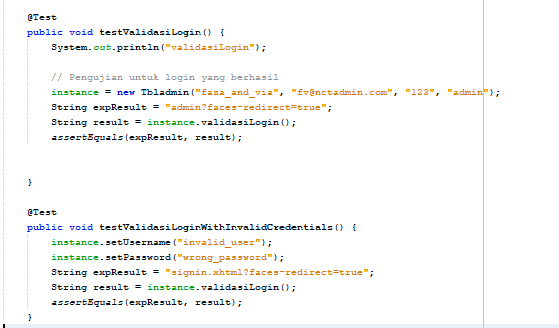 @Test
public void testValidasiLogin() {
System.out.println("validasiLogin");
// Pengujian untuk login yang berhasil
instance = new Tbladmin("fasa_and_via", "fv@nctadmin.com", "123", "admin");
String expResult = "admin?faces-redirect=true";
String result = instance.validasiLogin();
assertEquals(expResult, result);
}
@Test
public void testValidasiLoginWithInvalidCredentials() {
instance.setUsername("invalid_user");
instance.setPassword("wrong_password");
String expResult = "signin.xhtml?faces-redirect=true";
String result = instance.validasiLogin();
assertEquals(expResult, result);
}